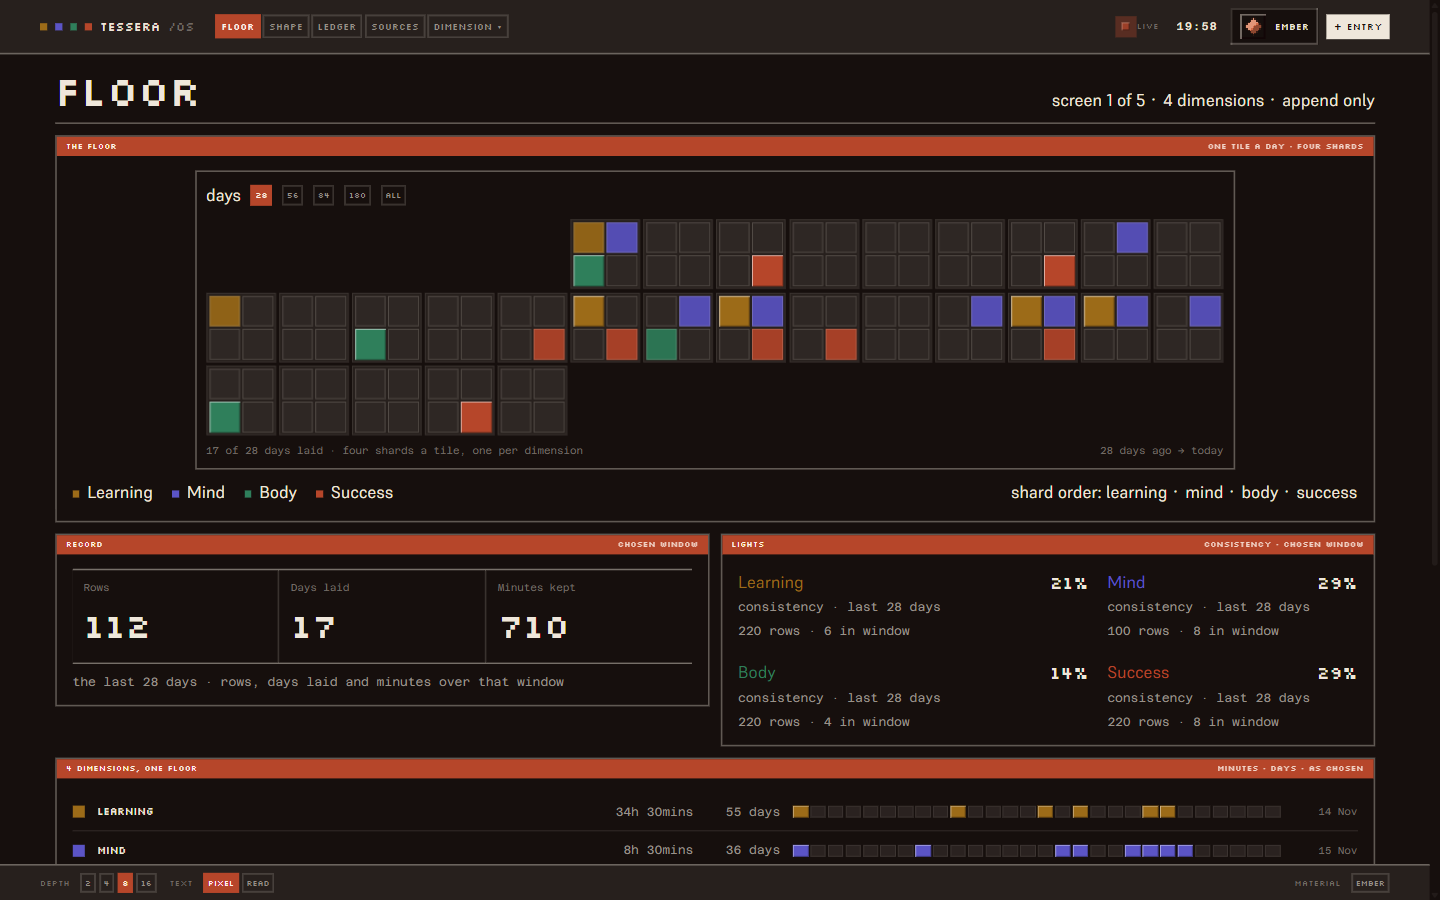 TESSERA /OS FLOOR SHAPE LEDGER SOURCES DIMENSION ▾ LIVE 19:58 EMBER + ENTRY
FLOOR
screen 1 of 5 · 4 dimensions · append only
THE FLOOR ONE TILE A DAY · FOUR SHARDS
days 28 56 84 180 ALL
17 of 28 days laid · four shards a tile, one per dimension 28 days ago → today
Learning Mind Body Success shard order: learning · mind · body · success
RECORD CHOSEN WINDOW
Rows Days laid Minutes kept
112 17 710
the last 28 days · rows, days laid and minutes over that window
LIGHTS CONSISTENCY · CHOSEN WINDOW
Learning 21% Mind 29%
consistency · last 28 days consistency · last 28 days
220 rows · 6 in window 100 rows · 8 in window
Body 14% Success 29%
consistency · last 28 days consistency · last 28 days
220 rows · 4 in window 220 rows · 8 in window
4 DIMENSIONS, ONE FLOOR MINUTES · DAYS · AS CHOSEN
LEARNING 34h 30mins 55 days 14 Nov
MIND 8h 30mins 36 days 15 Nov
DEPTH 2 4 8 16 TEXT PIXEL READ MATERIAL EMBER